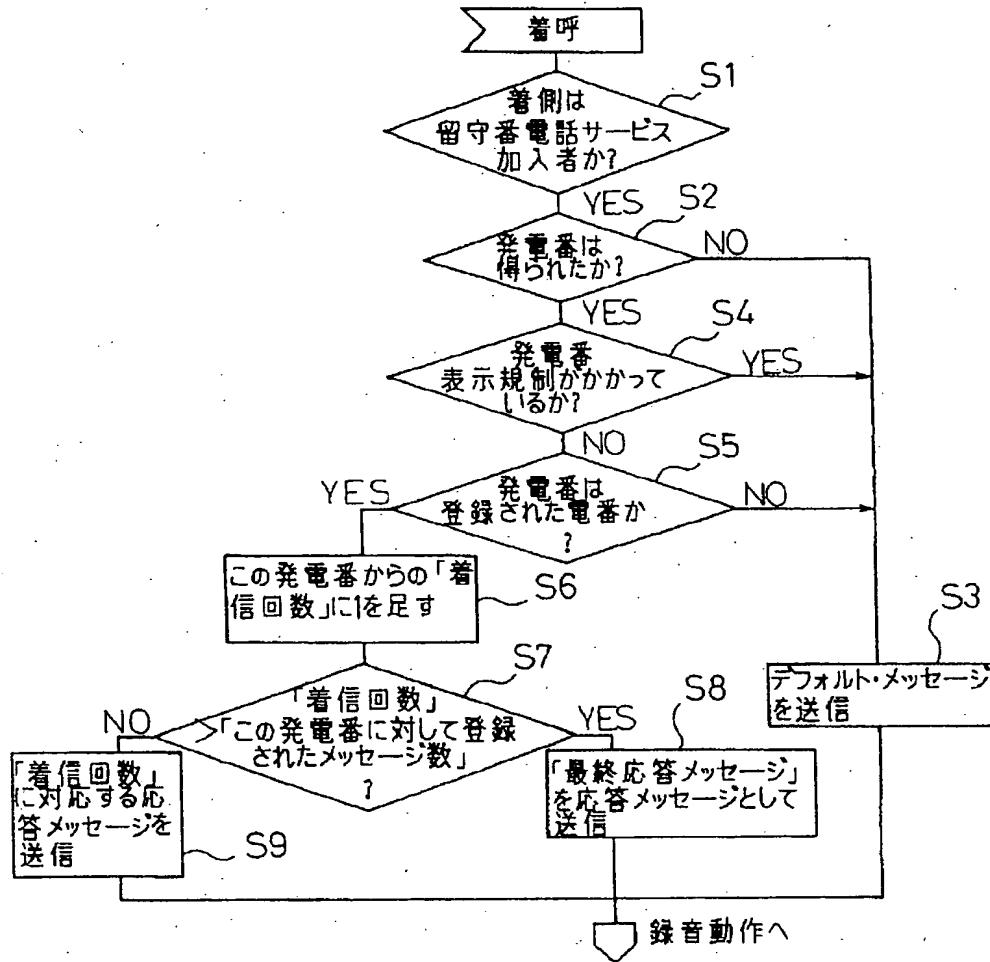 着呼
S1
着側は
留守番電話サービス
加入者か?
YES
S2
発電番は
得られたか?
NO
YES
S4
発電番
表示規制がかかって
いるか?
YES
NO
S5
発電番は
登録された電番か
?
YES
NO
この発電番からの「着
信回数」に1を足す
S6
S3
デフォルト・メッセージ
を送信
S7
「着信回数」
>「この発電番に対して登録
されたメッセージ数」
?
NO
YES
S8
「最終応答メッセージ」
を応答メッセージとして
送信
「着信回数」
に対応する応
答メッセージを
送信
S9
録音動作へ